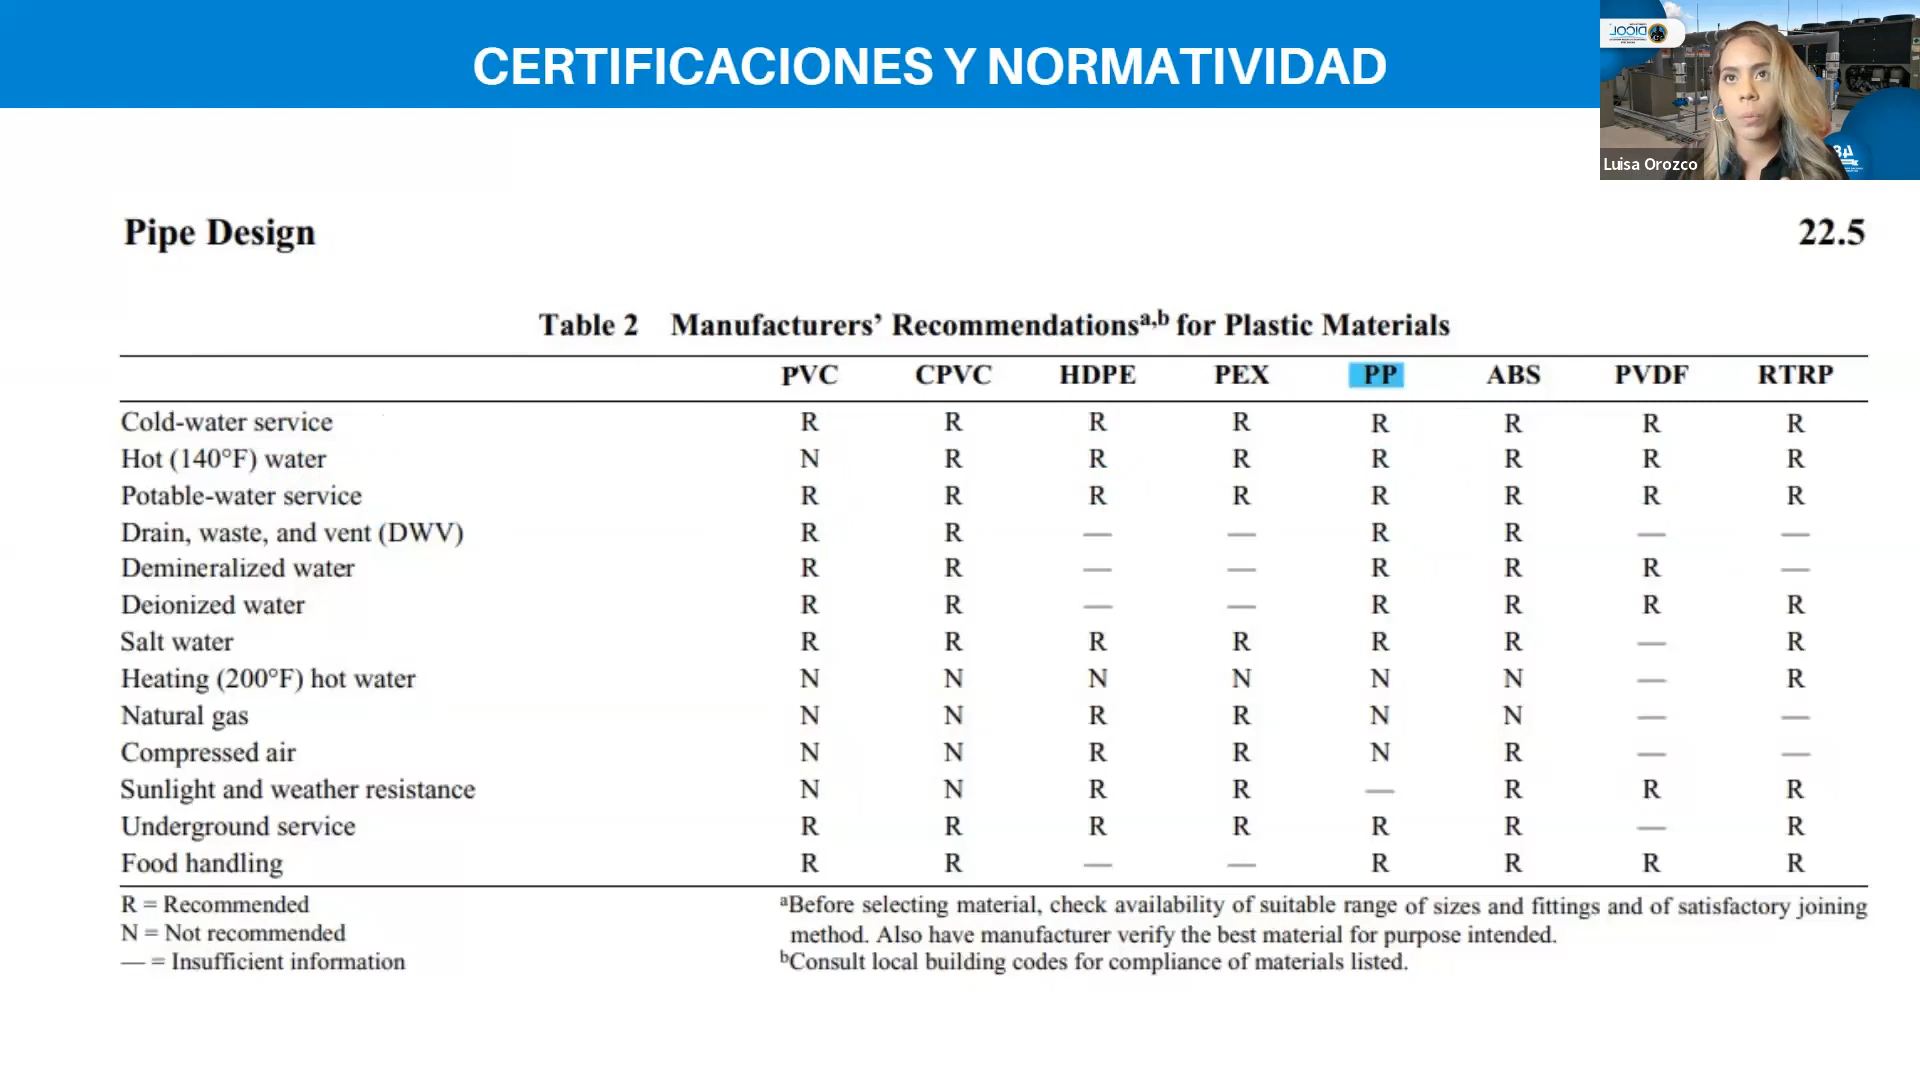 CERTIFICACIONES Y NORMATIVIDAD
DICOL
Luisa Orozco
Pipe Design 22.5
Table 2 Manufacturers’ Recommendationsa,b for Plastic Materials
PVC CPVC HDPE PEX PP ABS PVDF RTRP
Cold-water service R R R R R R R R
Hot (140°F) water N R R R R R R R
Potable-water service R R R R R R R R
Drain, waste, and vent (DWV) R R — — R R — —
Demineralized water R R — — R R R —
Deionized water R R — — R R R R
Salt water R R R R R R — R
Heating (200°F) hot water N N N N N N — R
Natural gas N N R R N N — —
Compressed air N N R R N R — —
Sunlight and weather resistance N N R R — R R R
Underground service R R R R R R — R
Food handling R R — — R R R R
R = Recommended
N = Not recommended
— = Insufficient information
aBefore selecting material, check availability of suitable range of sizes and fittings and of satisfactory joining
method. Also have manufacturer verify the best material for purpose intended.
bConsult local building codes for compliance of materials listed.